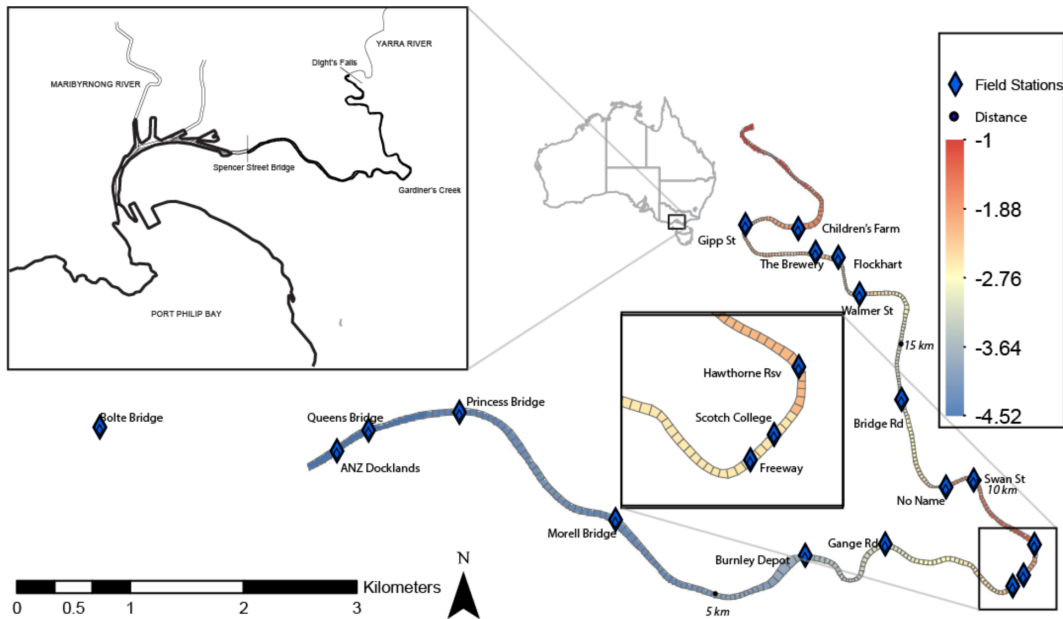 YARRA RIVER
Dight's Falls
MARIBYRNONG RIVER
Spencer Street Bridge
Gardiner's Creek
PORT PHILIP BAY
Field Stations
Distance
-1
-1.88
-2.76
-3.64
-4.52
Children's Farm
Gipp St
The Brewery
Flockhart
Walmer St
15 km
Hawthorne Rsv
Scotch College
Freeway
Bridge Rd
Rolte Bridge
Queens Bridge
Princess Bridge
ANZ Docklands
Swan St
10 km
No Name
Morell Bridge
Burnley Depot
Gange Rd
N
Kilometers
0 0.5 1 2 3
5 km